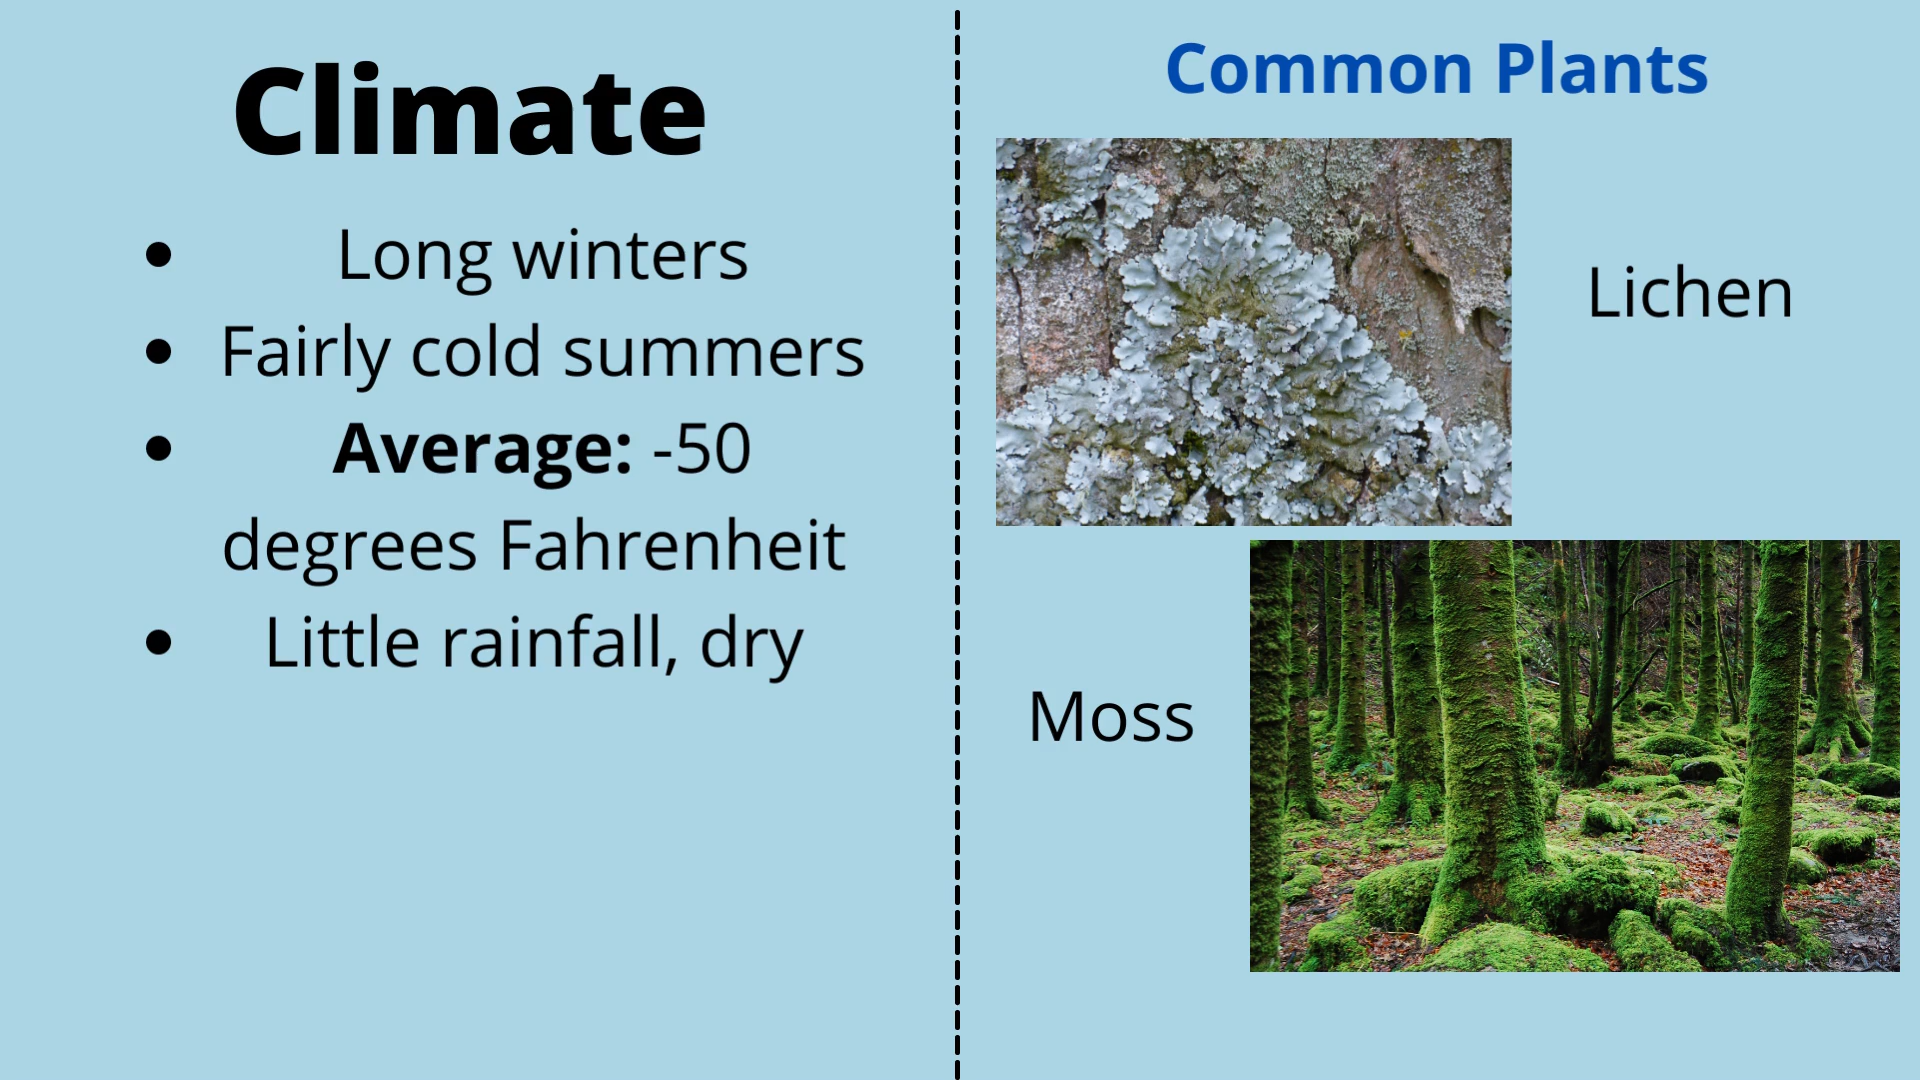 Climate
• Long winters
• Fairly cold summers
• Average: -50
degrees Fahrenheit
• Little rainfall, dry
Common Plants
Lichen
Moss